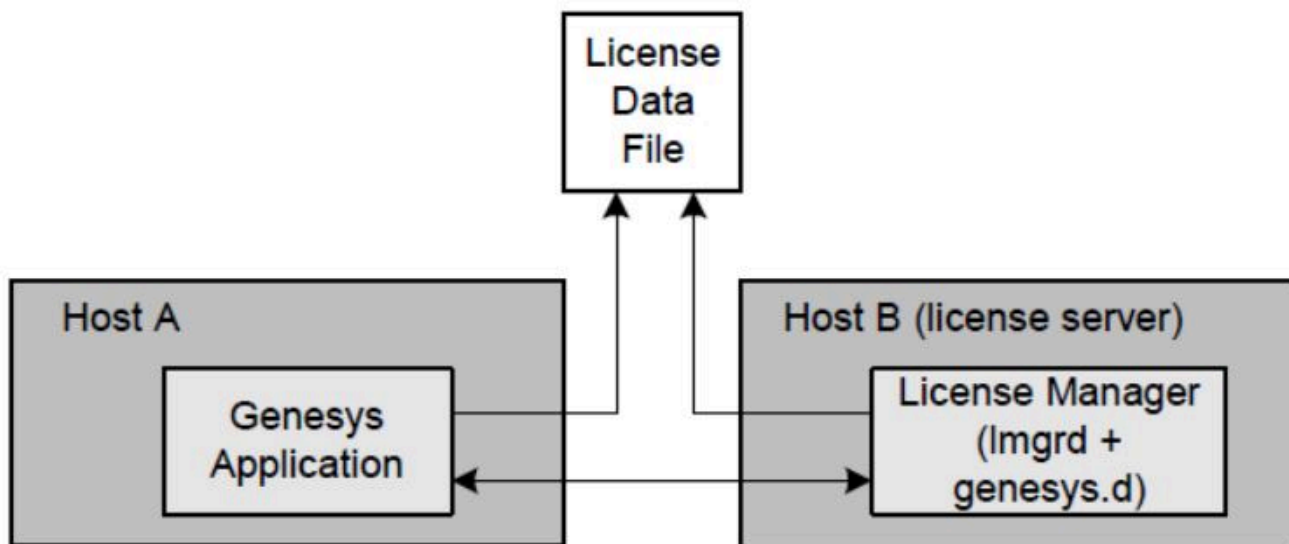 License
Data
File
Host A
Genesys
Application
Host B (license server)
License Manager
(lmgrd +
genesys.d)